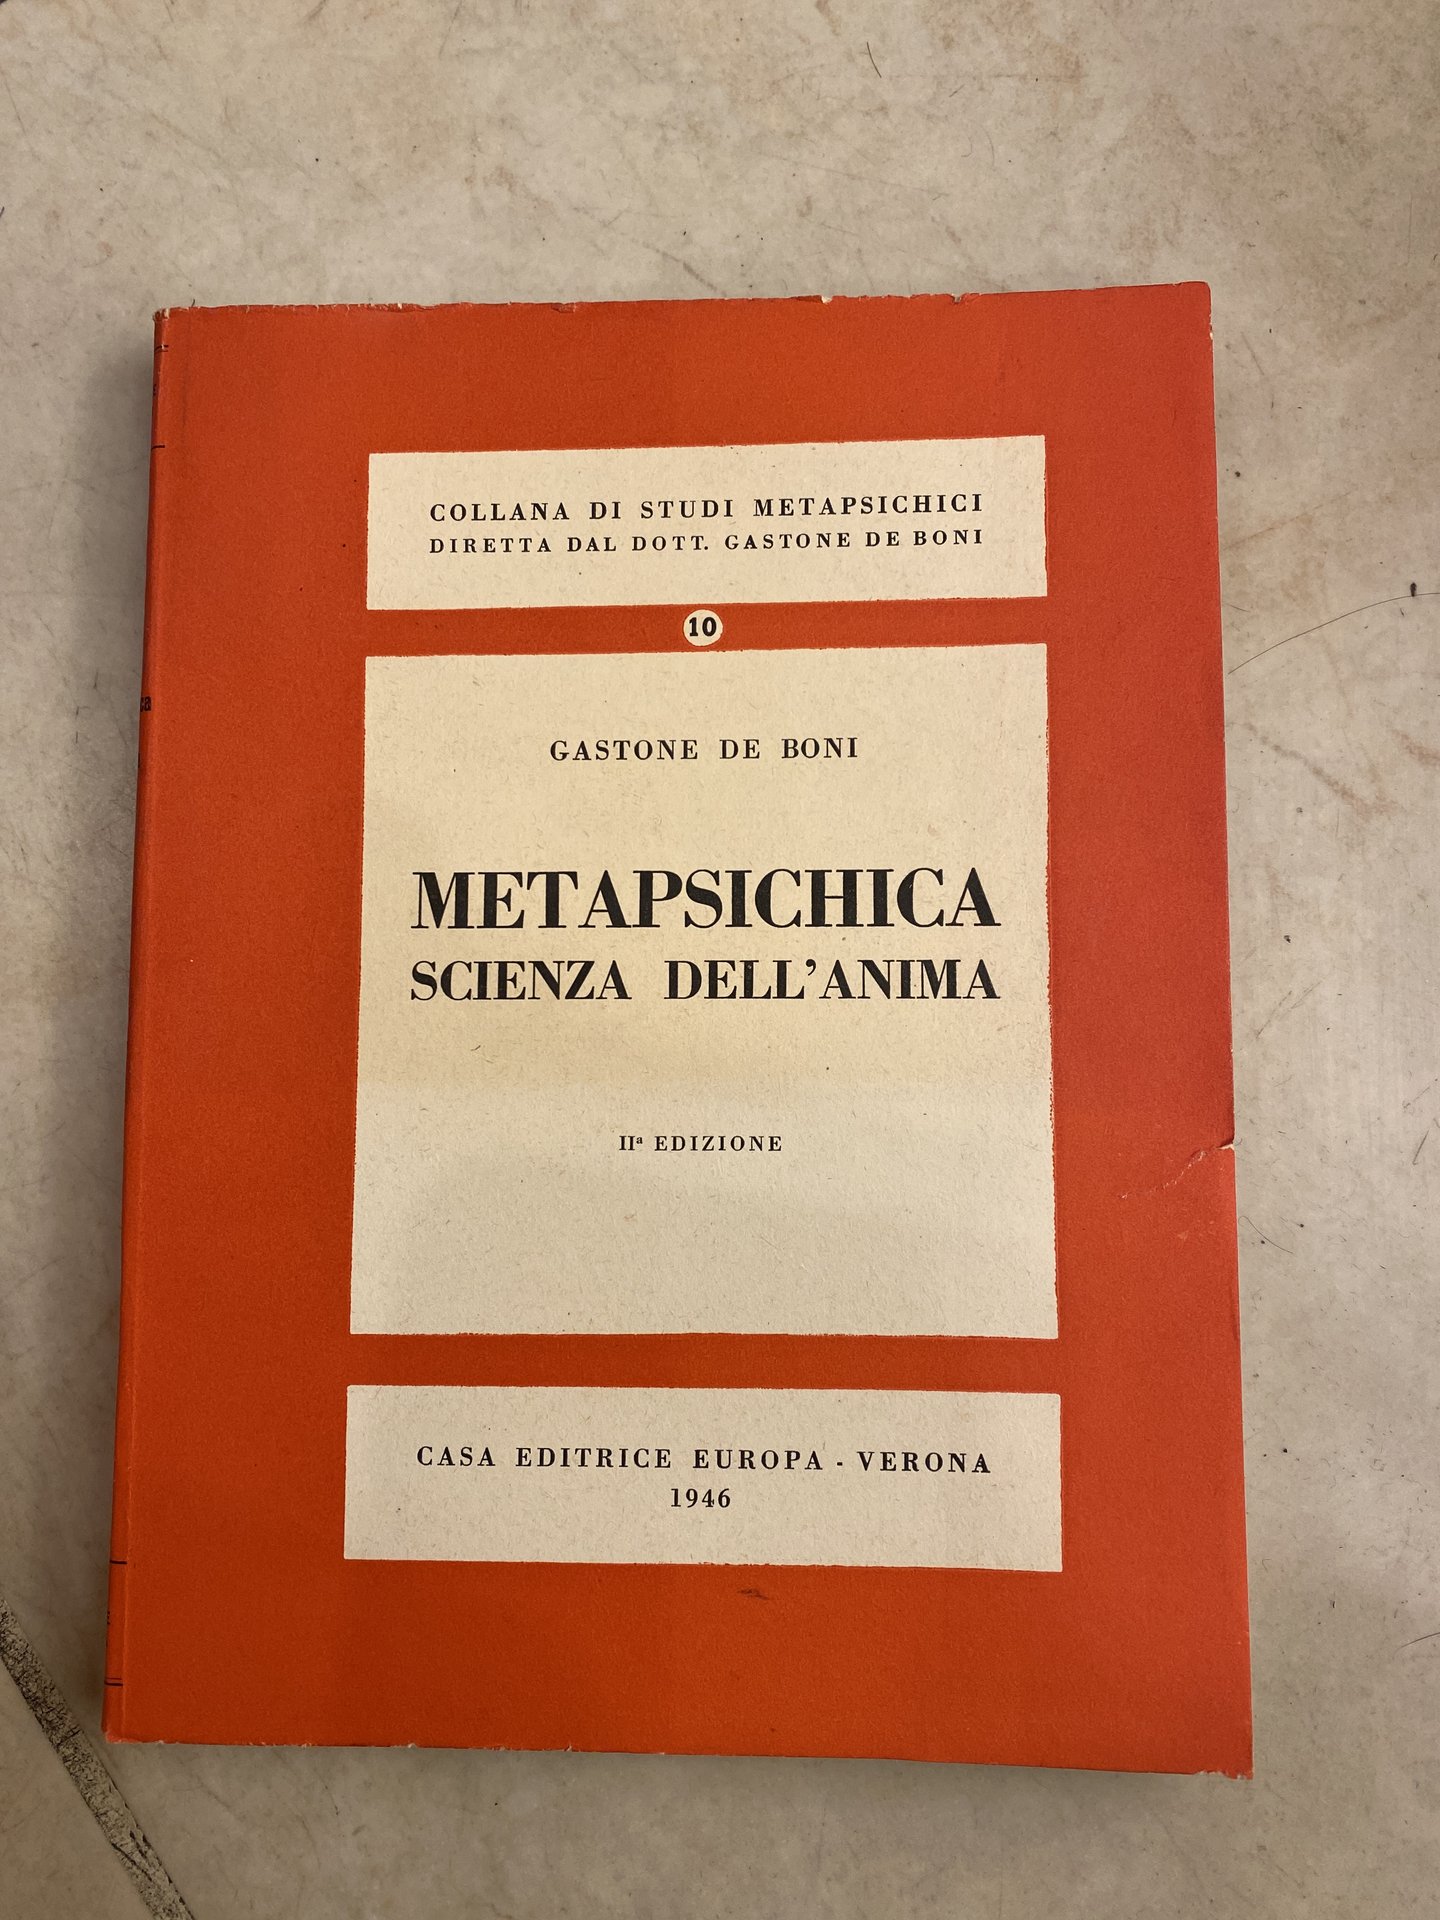 COLLANA DI STUDI METAPSICHICI
DIRETTA DAL DOTT. GASTONE DE BONI
10
GASTONE DE BONI
METAPSICHICA
SCIENZA DELL'ANIMA
IIª EDIZIONE
CASA EDITRICE EUROPA - VERONA
1946